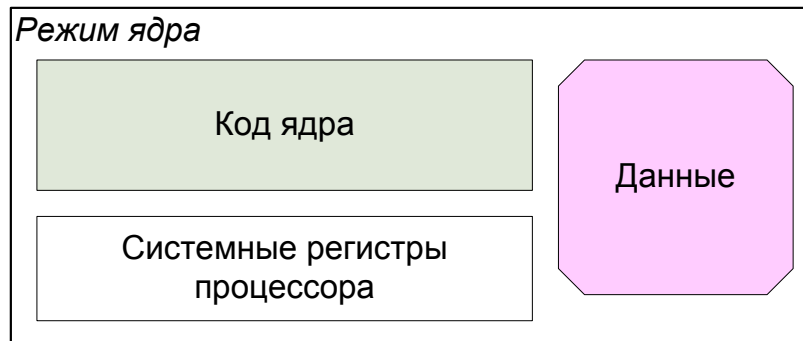 Режим ядра
Код ядра
Данные
Системные регистры
процессора